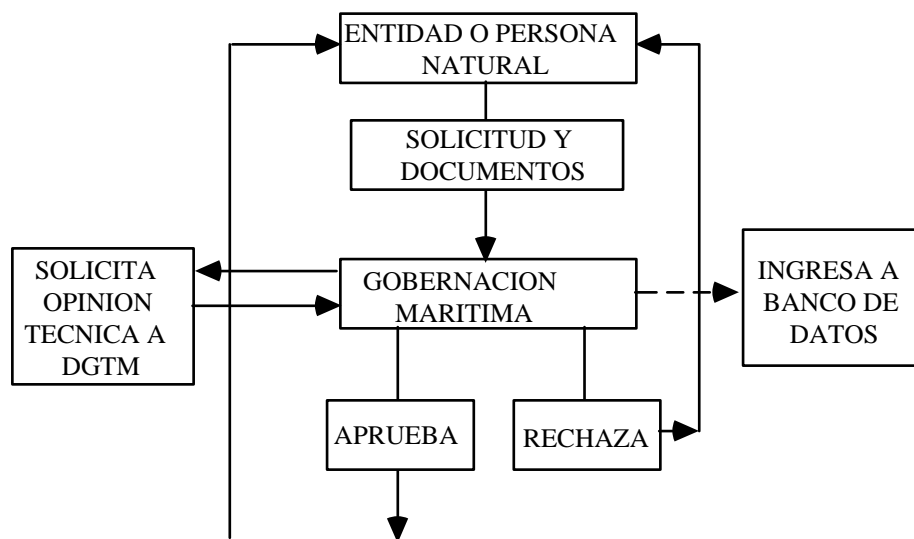 ENTIDAD O PERSONA
NATURAL
SOLICITUD Y
DOCUMENTOS
SOLICITA
OPINION
TECNICA A
DGTM
GOBERNACION
MARITIMA
INGRESA A
BANCO DE
DATOS
APRUEBA
RECHAZA